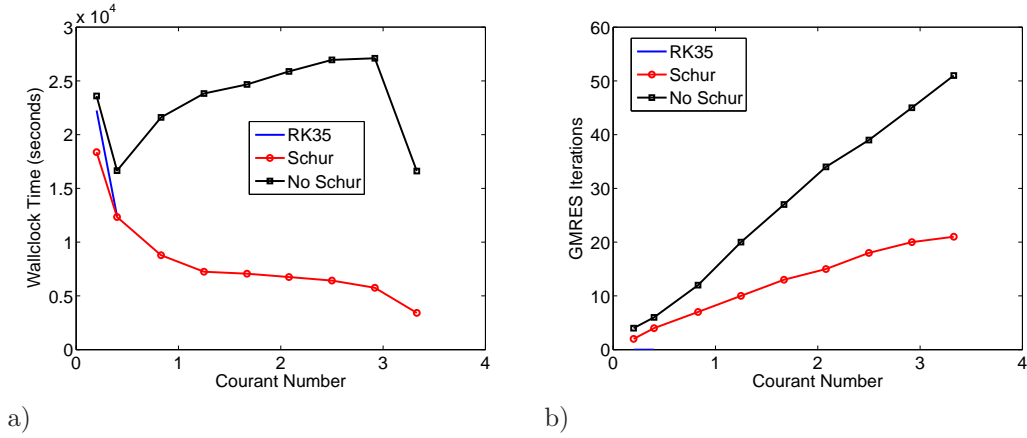 x 10⁴
3
2.5
2
1.5
1
0.5
0
0 1 2 3 4
Wallclock Time (seconds)
Courant Number
RK35
Schur
No Schur
a)
60
50
40
30
20
10
0
0 1 2 3 4
GMRES Iterations
Courant Number
RK35
Schur
No Schur
b)